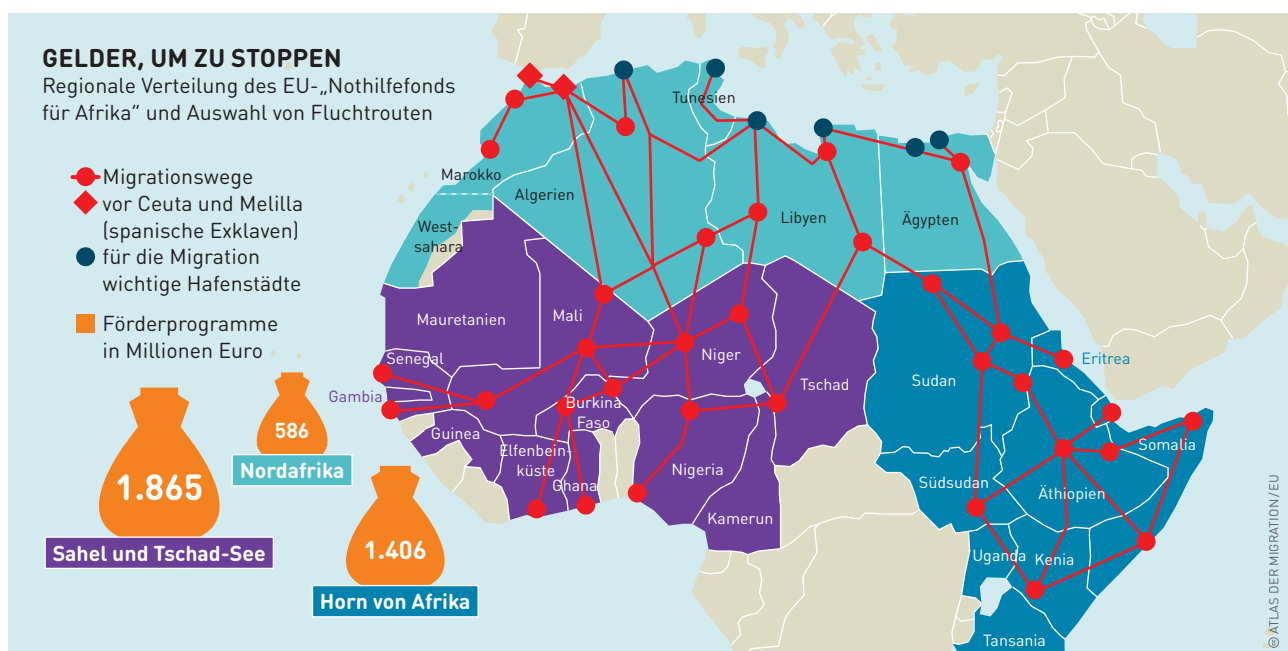 GELDER, UM ZU STOPPEN
Regionale Verteilung des EU-„Nothilfefonds
für Afrika“ und Auswahl von Fluchtrouten
Migrationswege
vor Ceuta und Melilla
(spanische Exklaven)
für die Migration
wichtige Hafenstädte
Förderprogramme
in Millionen Euro
1.865
Sahel und Tschad-See
586
Nordafrika
1.406
Horn von Afrika
Tunesien
Marokko
Algerien
Libyen
Ägypten
West-
sahara
Mauretanien
Mali
Niger
Tschad
Sudan
Eritrea
Senegal
Gambia
Burkina
Faso
Guinea
Elfenbein-
küste
Ghana
Nigeria
Kamerun
Südsudan
Äthiopien
Somalia
Uganda
Kenia
Tansania
© ATLAS DER MIGRATION / EU